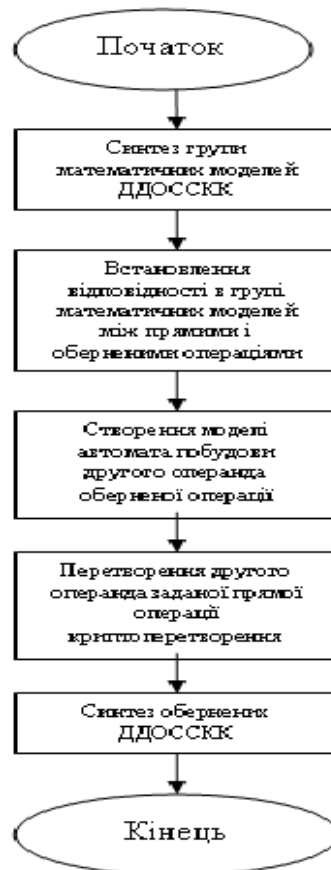 Початок
Синтез групи
математичних моделей
ДДОССКК
Встановлення
відповідності в групі
математичних моделей
між прямими і
оберненими операціями
Створення моделі
автомата побудови
другого операнда
оберненої операції
Перетворення другого
операнда заданої прямої
операції
криптоперетворення
Синтез обернених
ДДОССКК
Кінець